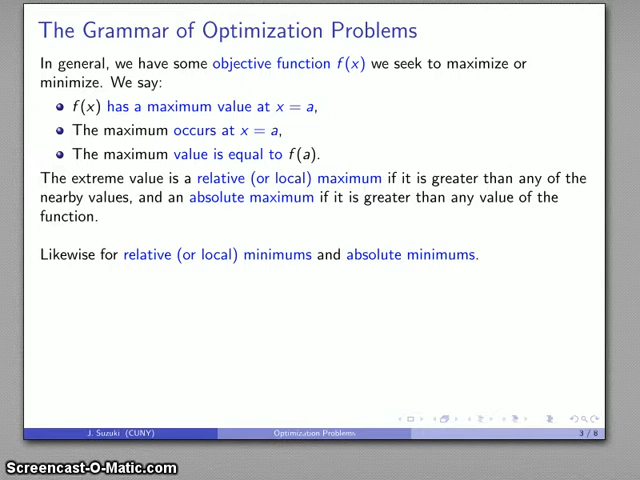 The Grammar of Optimization Problems
In general, we have some objective function f(x) we seek to maximize or
minimize. We say:
f(x) has a maximum value at x = a,
The maximum occurs at x = a,
The maximum value is equal to f(a).
The extreme value is a relative (or local) maximum if it is greater than any of the
nearby values, and an absolute maximum if it is greater than any value of the
function.
Likewise for relative (or local) minimums and absolute minimums.
J. Suzuki (CUNY) Optimization Problems 3 / 8
Screencast-O-Matic.com